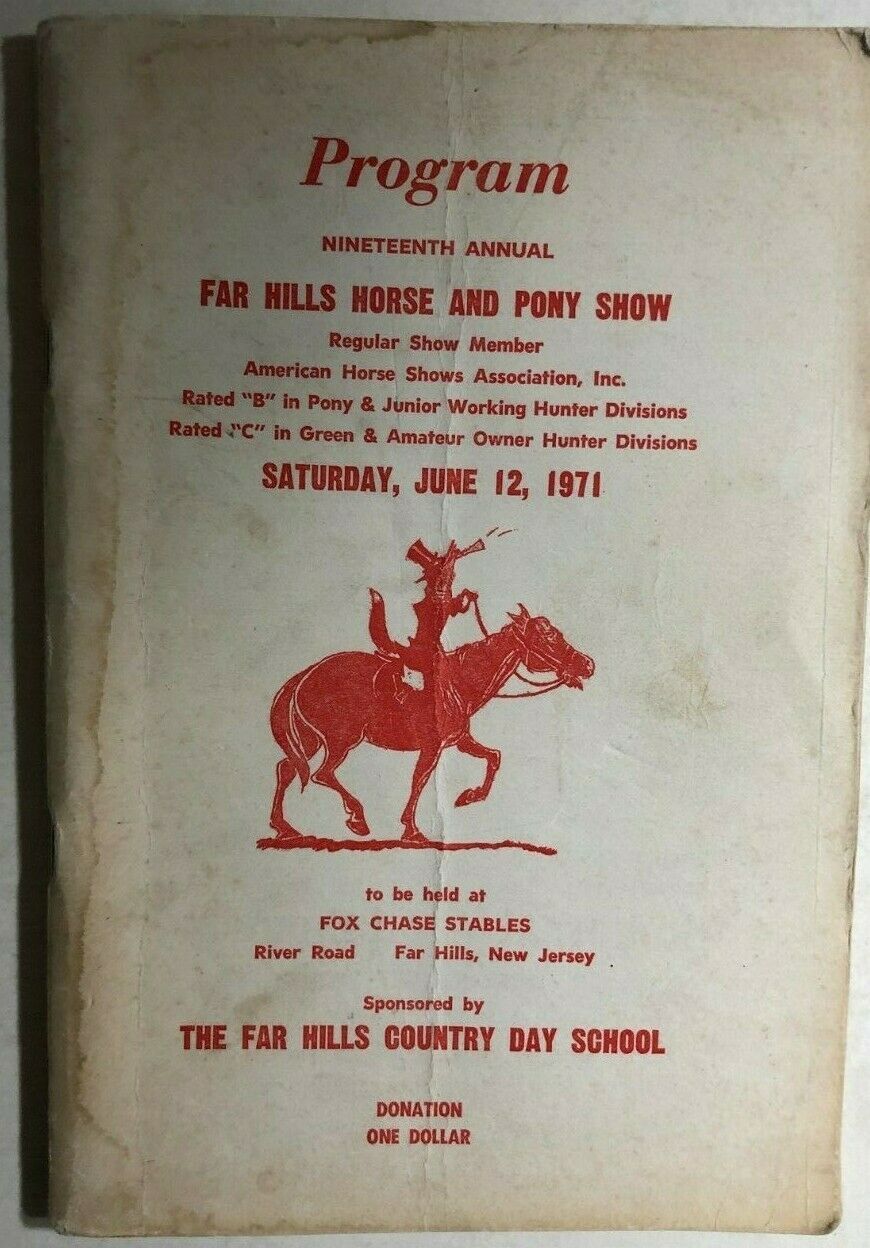 Program
NINETEENTH ANNUAL
FAR HILLS HORSE AND PONY SHOW
Regular Show Member
American Horse Shows Association, Inc.
Rated "B" in Pony & Junior Working Hunter Divisions
Rated "C" in Green & Amateur Owner Hunter Divisions
SATURDAY, JUNE 12, 1971
to be held at
FOX CHASE STABLES
River Road Far Hills, New Jersey
Sponsored by
THE FAR HILLS COUNTRY DAY SCHOOL
DONATION
ONE DOLLAR